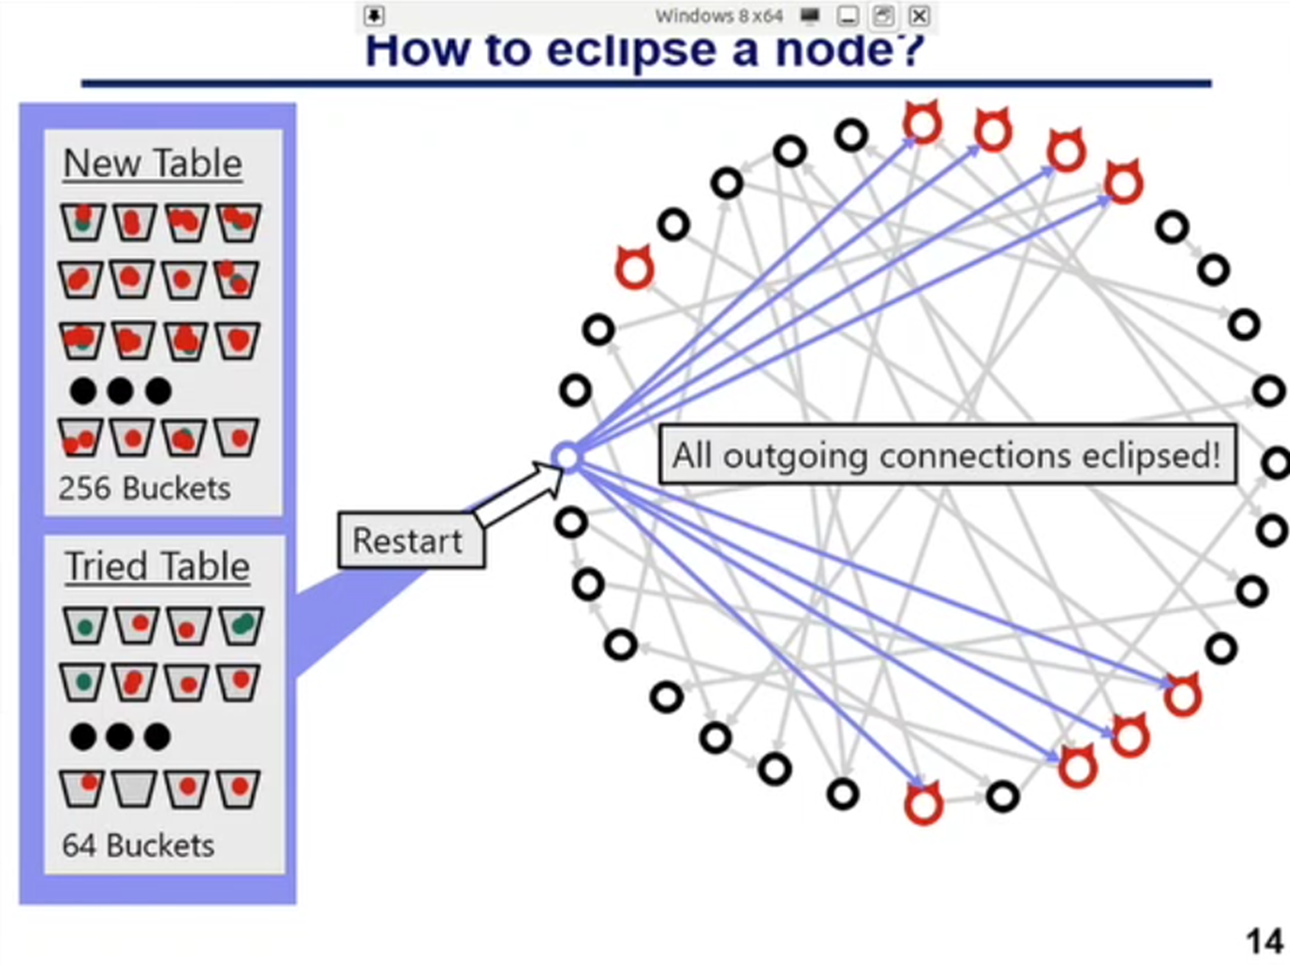 Windows 8 x64
How to eclipse a node?
New Table
256 Buckets
Tried Table
64 Buckets
Restart
All outgoing connections eclipsed!
14